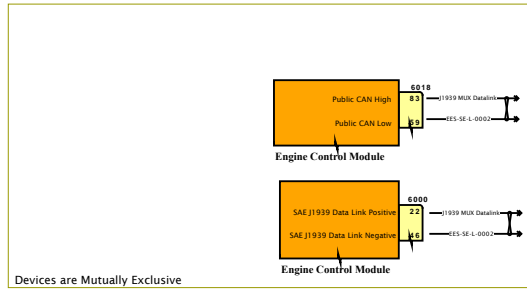 6018
Public CAN High 83 J1939 MUX Datalink
Public CAN Low 59 EES-SE-L-0002
Engine Control Module
6000
SAE J1939 Data Link Positive 22 J1939 MUX Datalink
SAE J1939 Data Link Negative 46 EES-SE-L-0002
Engine Control Module
Devices are Mutually Exclusive